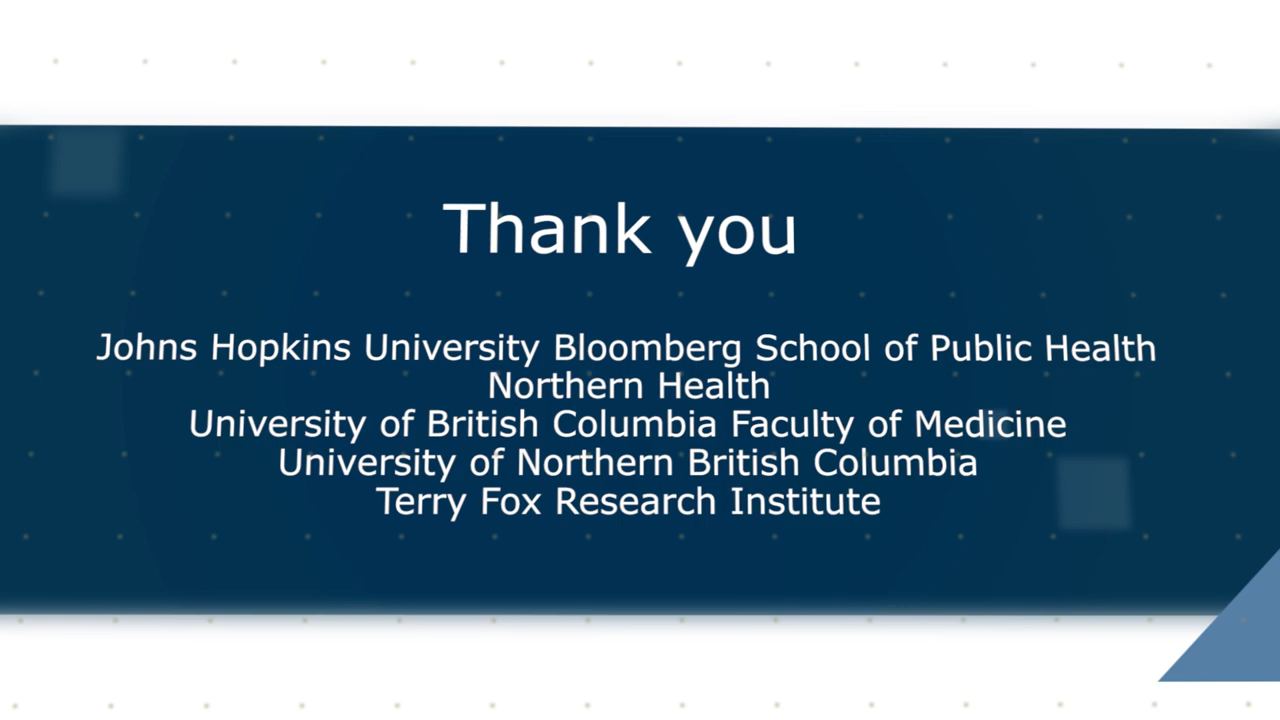 Thank you
Johns Hopkins University Bloomberg School of Public Health
Northern Health
University of British Columbia Faculty of Medicine
University of Northern British Columbia
Terry Fox Research Institute